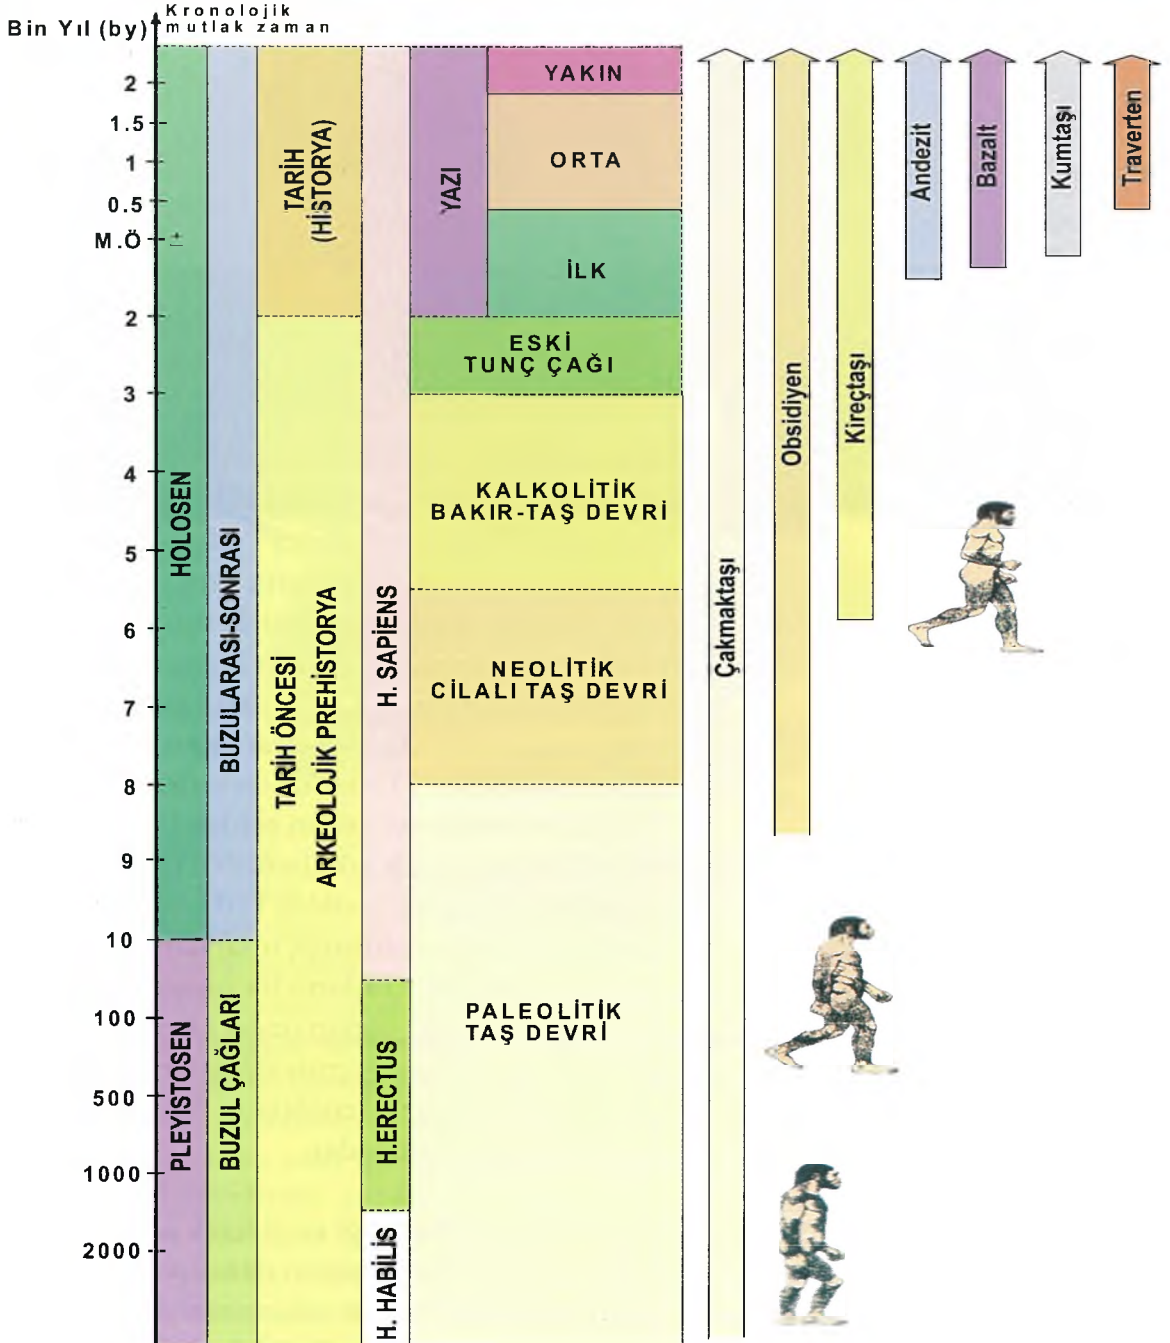 Kronolojik
mutlak zaman
Bin Yıl (by)
2
1.5
1
0.5
M.Ö
2
3
4
5
6
7
8
9
10
100
500
1000
2000
HOLOSEN
PLEYİSTOSEN
BUZULARASI-SONRASI
BUZUL ÇAĞLARI
TARİH
(HİSTORYA)
TARİH ÖNCESİ
ARKEOLOJİK PREHİSTORYA
H. SAPİENS
H.ERECTUS
H. HABİLİS
YAZI
YAKIN
ORTA
İLK
ESKİ
TUNÇ ÇAĞI
KALKOLİTİK
BAKIR-TAŞ DEVRİ
NEOLİTİK
CİLALI TAŞ DEVRİ
PALEOLİTİK
TAŞ DEVRİ
Çakmaktaşı
Obsidiyen
Kireçtaşı
Andezit
Bazalt
Kumtaşı
Traverten